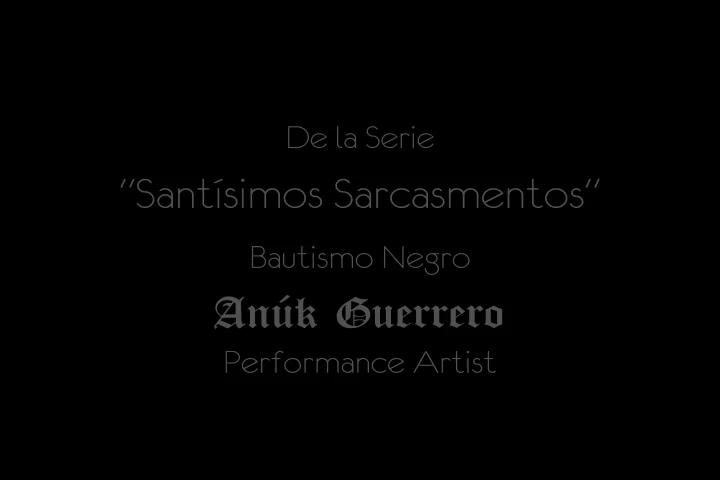 De la Serie
"Santísimos Sarcasmentos"
Bautismo Negro
Anúk Guerrero
Performance Artist